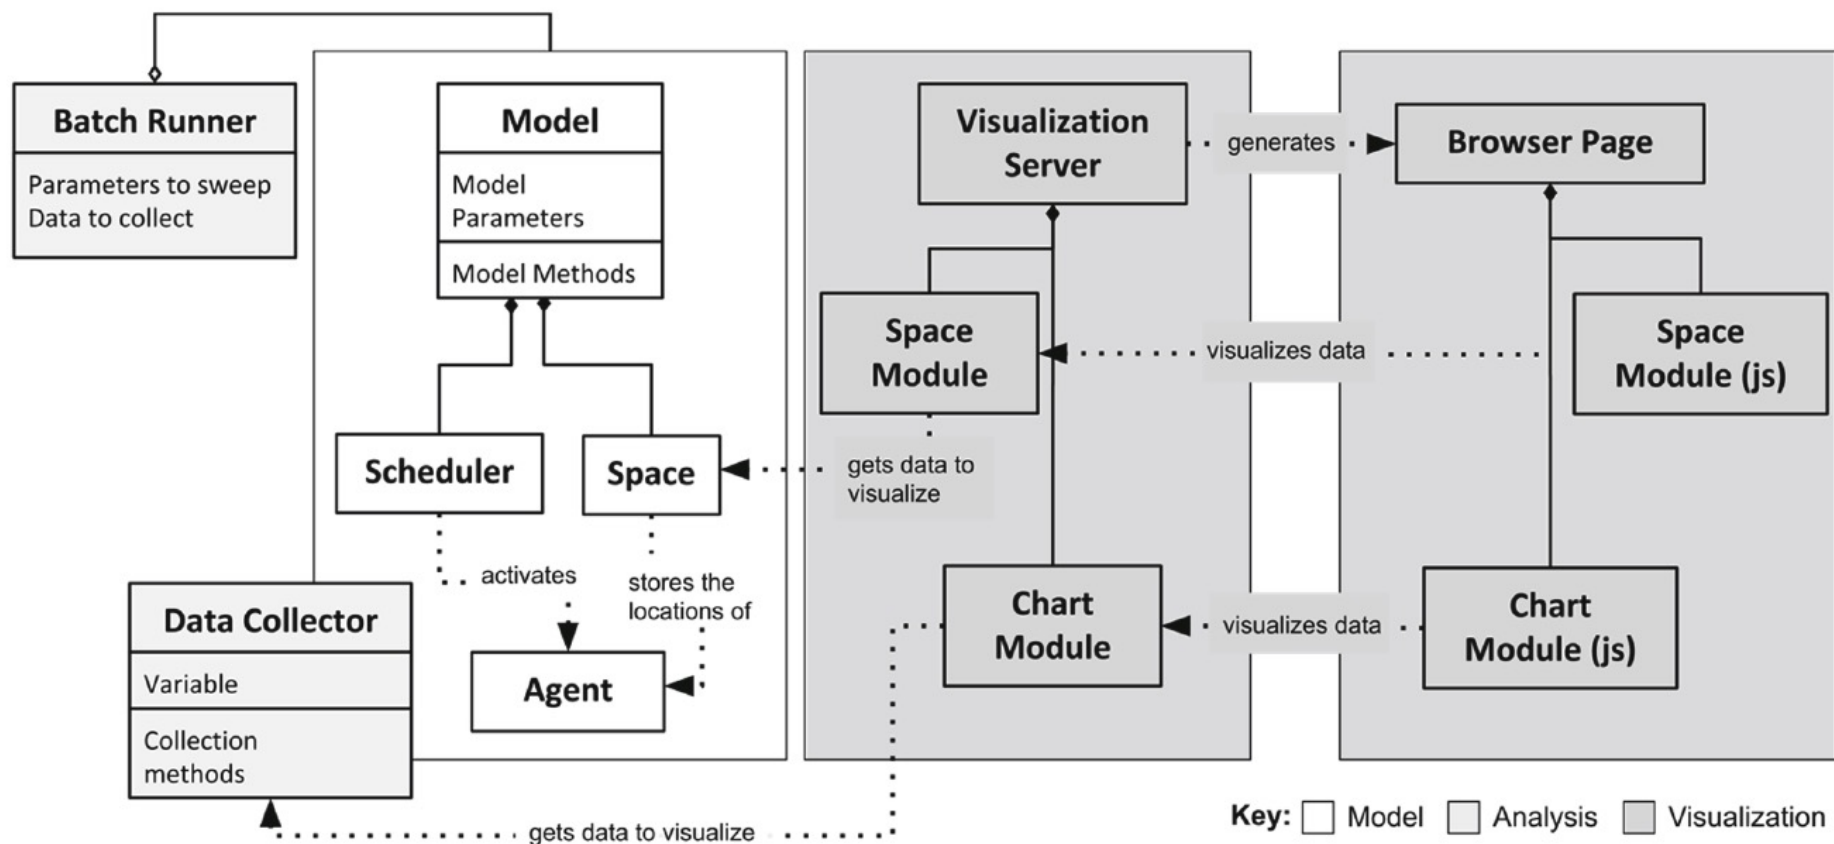 Batch Runner
Parameters to sweep
Data to collect
Model
Model
Parameters
Model Methods
Scheduler
Space
activates
stores the
locations of
Agent
Data Collector
Variable
Collection
methods
gets data to visualize
Visualization
Server
generates
Browser Page
Space
Module
visualizes data
Space
Module (js)
gets data to
visualize
Chart
Module
visualizes data
Chart
Module (js)
Key: Model Analysis Visualization